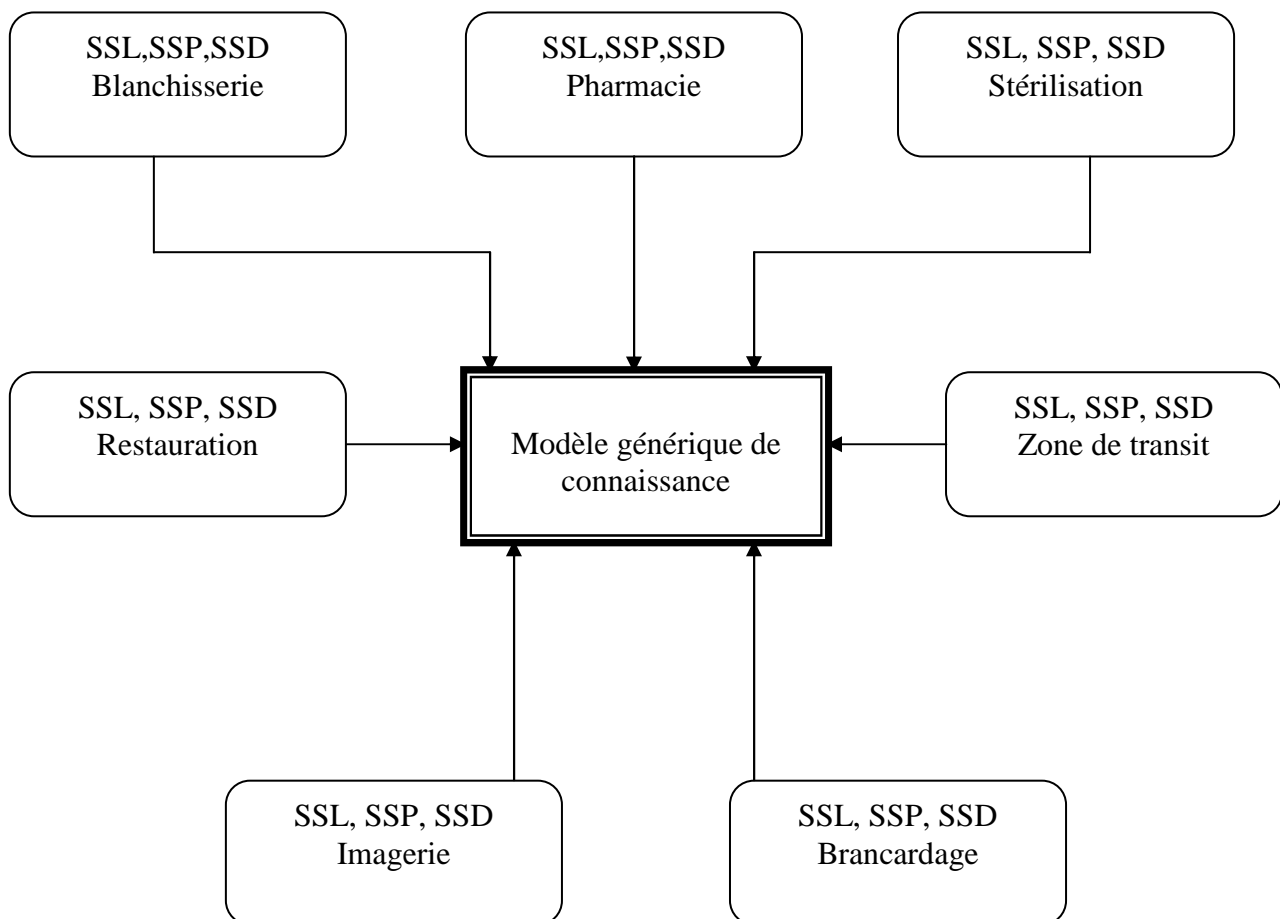 SSL,SSP,SSD
Blanchisserie
SSL,SSP,SSD
Pharmacie
SSL, SSP, SSD
Stérilisation
SSL, SSP, SSD
Restauration
Modèle générique de
connaissance
SSL, SSP, SSD
Zone de transit
SSL, SSP, SSD
Imagerie
SSL, SSP, SSD
Brancardage